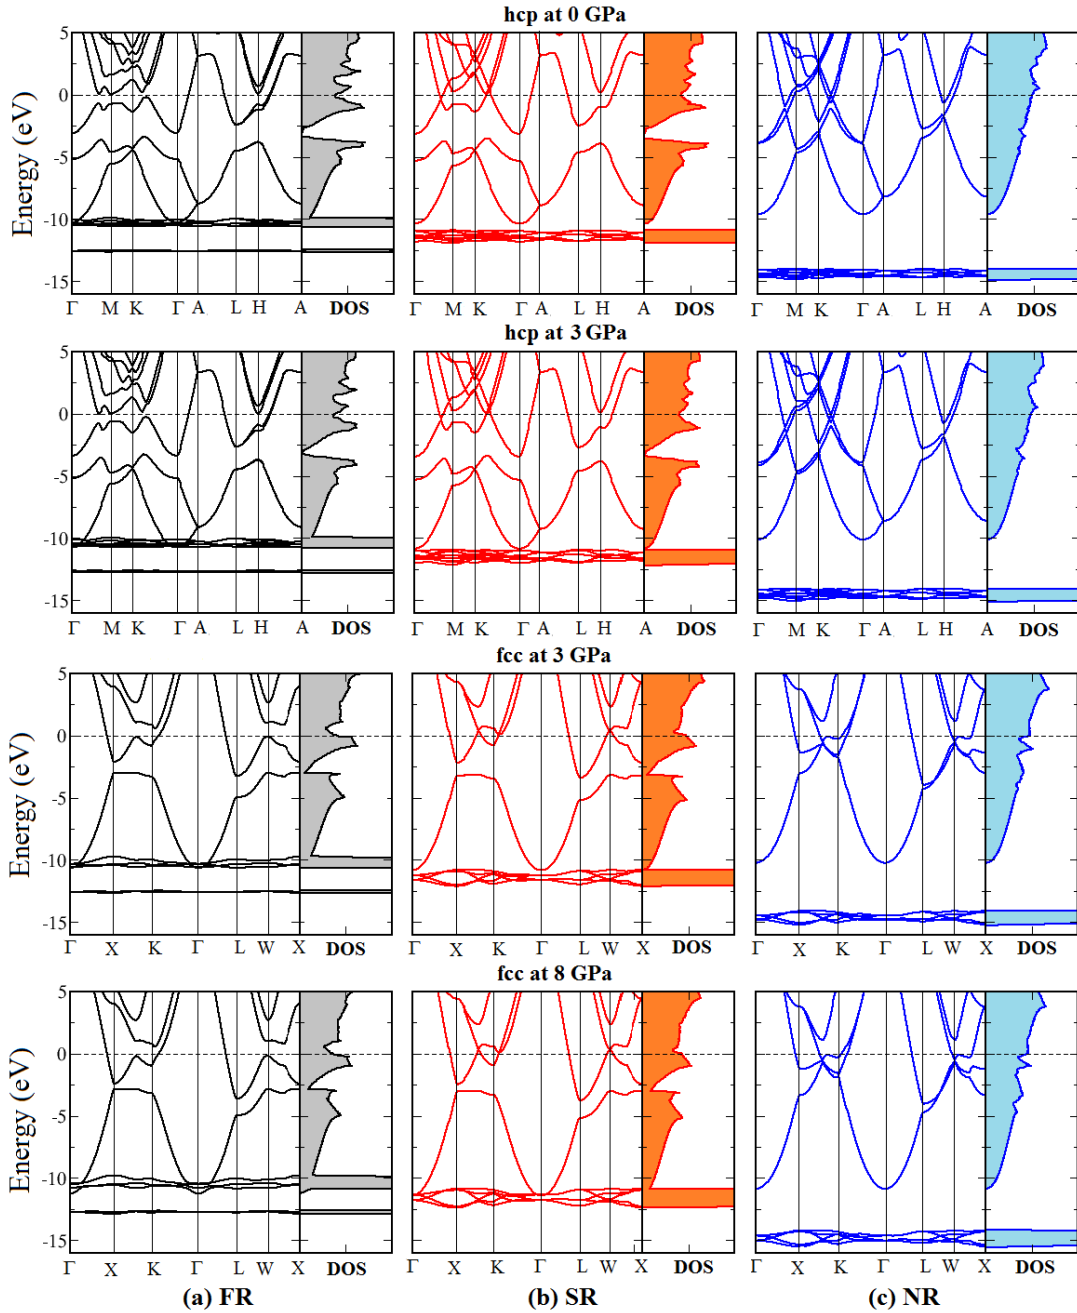 hcp at 0 GPa
Energy (eV)
5
0
-5
-10
-15
Γ M K Γ A L H A DOS
Γ M K Γ A L H A DOS
Γ M K Γ A L H A DOS
hcp at 3 GPa
Energy (eV)
5
0
-5
-10
-15
Γ M K Γ A L H A DOS
Γ M K Γ A L H A DOS
Γ M K Γ A L H A DOS
fcc at 3 GPa
Energy (eV)
5
0
-5
-10
-15
Γ X K Γ L W X DOS
Γ X K Γ L W X DOS
Γ X K Γ L W X DOS
fcc at 8 GPa
Energy (eV)
5
0
-5
-10
-15
Γ X K Γ L W X DOS
Γ X K Γ L W X DOS
Γ X K Γ L W X DOS
(a) FR (b) SR (c) NR